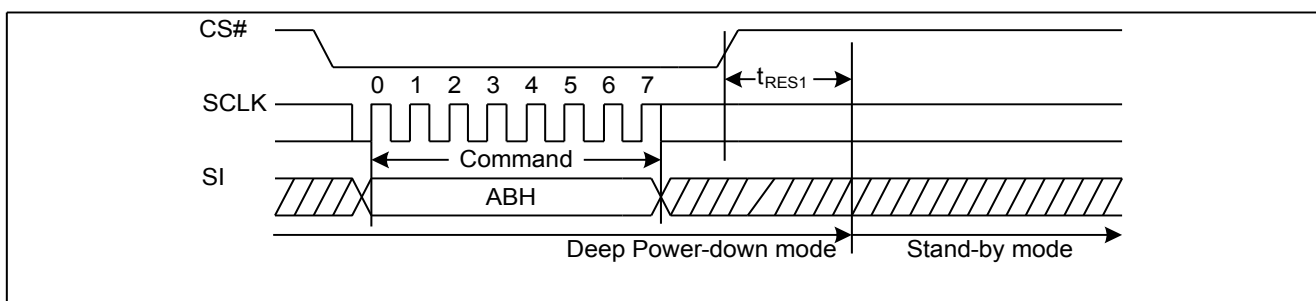 CS#
tRES1
0 1 2 3 4 5 6 7
SCLK
Command
SI
ABH
Deep Power-down mode Stand-by mode